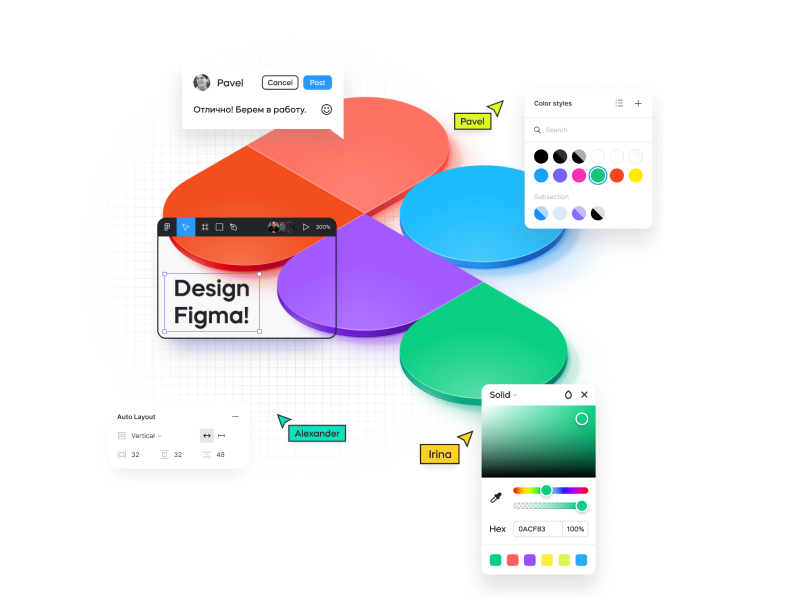 Pavel
Cancel
Post
Отлично! Берем в работу.
Pavel
Color styles
Search
Subsection
200%
Design
Figma!
Auto Layout
Vertical
32
32
48
Alexander
Irina
Solid
Hex
0ACF83
100%